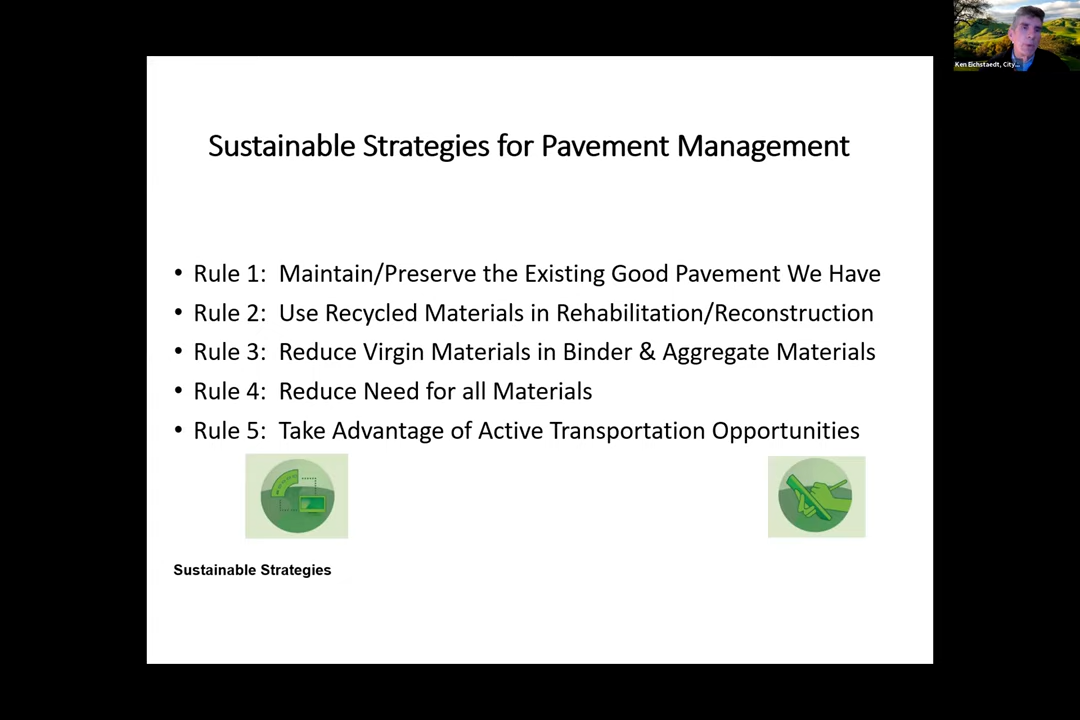 Ken Eichstaedt, City...
Sustainable Strategies for Pavement Management
• Rule 1: Maintain/Preserve the Existing Good Pavement We Have
• Rule 2: Use Recycled Materials in Rehabilitation/Reconstruction
• Rule 3: Reduce Virgin Materials in Binder & Aggregate Materials
• Rule 4: Reduce Need for all Materials
• Rule 5: Take Advantage of Active Transportation Opportunities
Sustainable Strategies